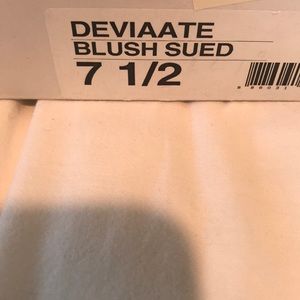 DEVIAATE
BLUSH SUED
7 1/2